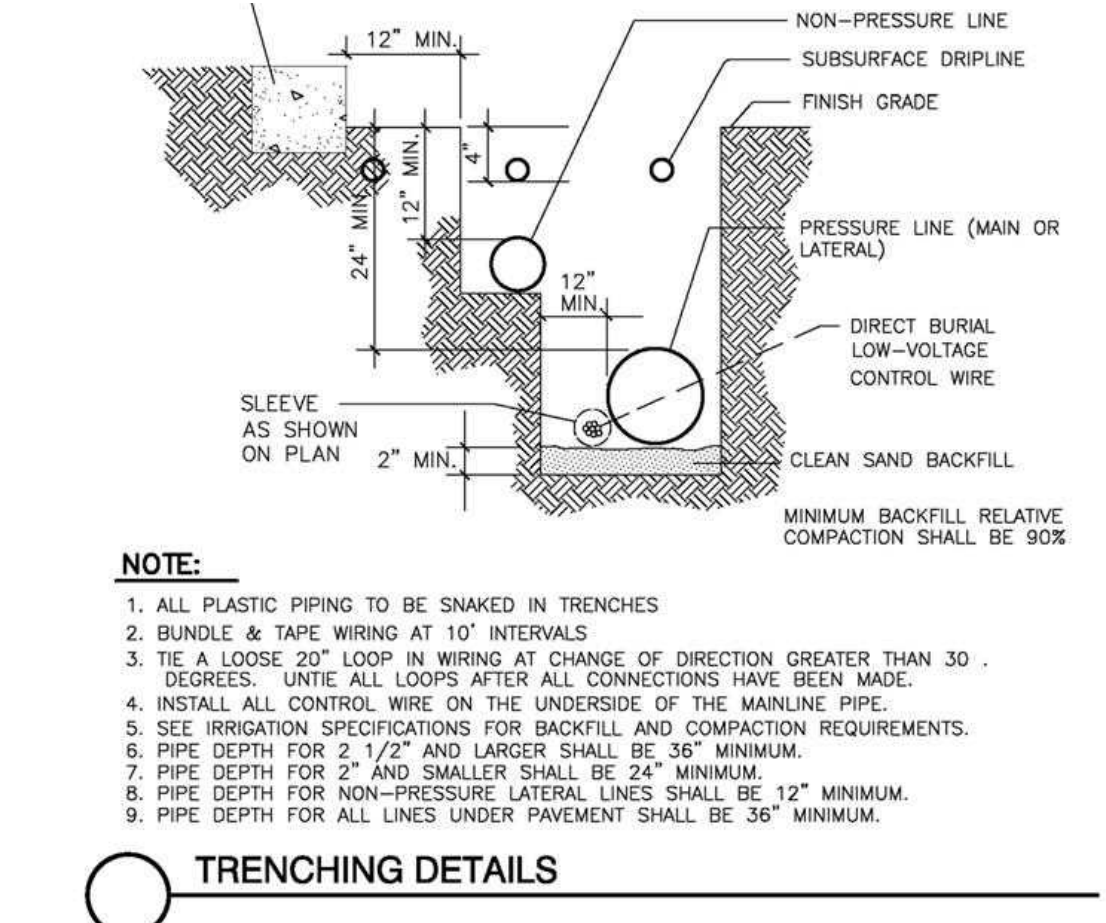 NON-PRESSURE LINE
12" MIN.
SUBSURFACE DRIPLINE
FINISH GRADE
4"
12" MIN.
24" MIN.
PRESSURE LINE (MAIN OR
LATERAL)
12"
MIN.
DIRECT BURIAL
LOW-VOLTAGE
CONTROL WIRE
SLEEVE
AS SHOWN
ON PLAN
2" MIN.
CLEAN SAND BACKFILL
MINIMUM BACKFILL RELATIVE
COMPACTION SHALL BE 90%
NOTE:
1. ALL PLASTIC PIPING TO BE SNAKED IN TRENCHES
2. BUNDLE & TAPE WIRING AT 10' INTERVALS
3. TIE A LOOSE 20" LOOP IN WIRING AT CHANGE OF DIRECTION GREATER THAN 30 .
DEGREES. UNTIE ALL LOOPS AFTER ALL CONNECTIONS HAVE BEEN MADE.
4. INSTALL ALL CONTROL WIRE ON THE UNDERSIDE OF THE MAINLINE PIPE.
5. SEE IRRIGATION SPECIFICATIONS FOR BACKFILL AND COMPACTION REQUIREMENTS.
6. PIPE DEPTH FOR 2 1/2" AND LARGER SHALL BE 36" MINIMUM.
7. PIPE DEPTH FOR 2" AND SMALLER SHALL BE 24" MINIMUM.
8. PIPE DEPTH FOR NON-PRESSURE LATERAL LINES SHALL BE 12" MINIMUM.
9. PIPE DEPTH FOR ALL LINES UNDER PAVEMENT SHALL BE 36" MINIMUM.
TRENCHING DETAILS